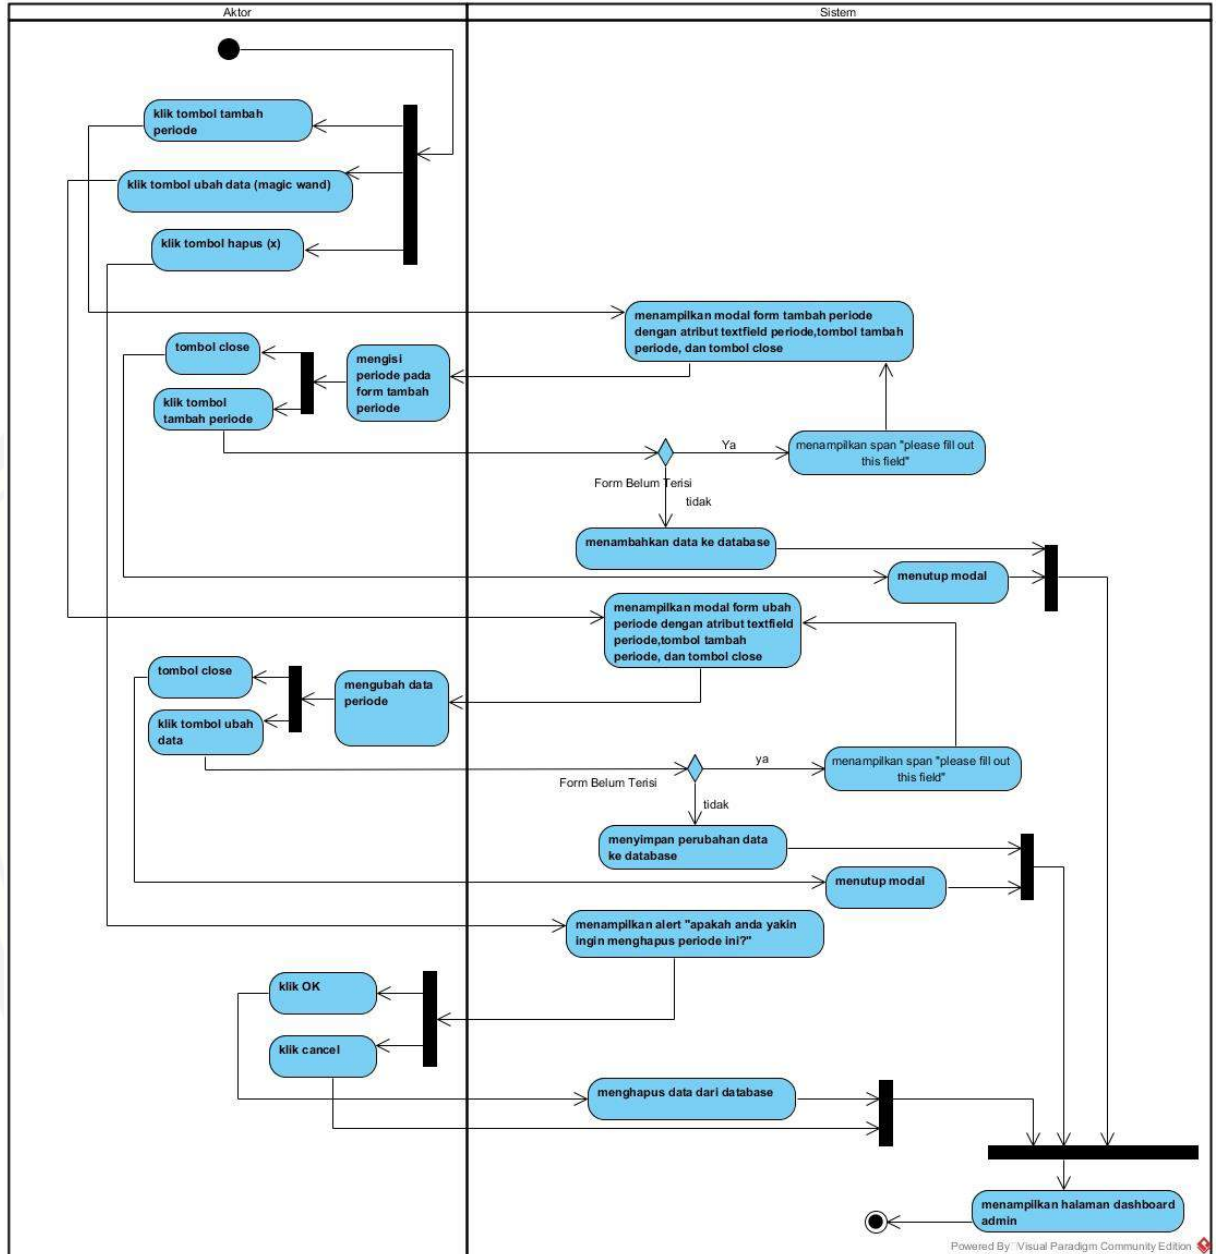 Aktor
Sistem
klik tombol tambah
periode
klik tombol ubah data (magic wand)
klik tombol hapus (x)
menampilkan modal form tambah periode
dengan atribut textfield periode,tombol tambah
periode, dan tombol close
tombol close
mengisi
periode pada
form tambah
periode
klik tombol
tambah periode
Ya
menampilkan span "please fill out
this field"
Form Belum Terisi
tidak
menambahkan data ke database
menutup modal
menampilkan modal form ubah
periode dengan atribut textfield
periode,tombol tambah
periode, dan tombol close
tombol close
mengubah data
periode
klik tombol ubah
data
ya
menampilkan span "please fill out
this field"
Form Belum Terisi
tidak
menyimpan perubahan data
ke database
menutup modal
menampilkan alert "apakah anda yakin
ingin menghapus periode ini?"
klik OK
klik cancel
menghapus data dari database
menampilkan halaman dashboard
admin
Powered By Visual Paradigm Community Edition